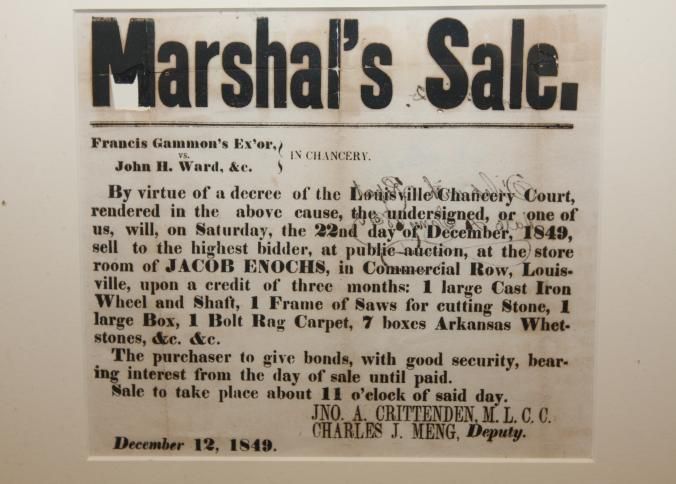 Marshal's Sale.
Francis Gammon's Ex'or,
vs.
John H. Ward, &c.
IN CHANCERY.
By virtue of a decree of the Louisville Chancery Court,
rendered in the above cause, the undersigned, or one of
us, will, on Saturday, the 22nd day of December, 1849,
sell to the highest bidder, at public auction, at the store
room of JACOB ENOCHS, in Commercial Row, Louis-
ville, upon a credit of three months: 1 large Cast Iron
Wheel and Shaft, 1 Frame of Saws for cutting Stone, 1
large Box, 1 Bolt Rag Carpet, 7 boxes Arkansas Whet-
stones, &c. &c.
The purchaser to give bonds, with good security, bear-
ing interest from the day of sale until paid.
Sale to take place about 11 o'clock of said day.
JNO. A. CRITTENDEN, M. L. C. C.
CHARLES J. MENG, Deputy.
December 12, 1849.